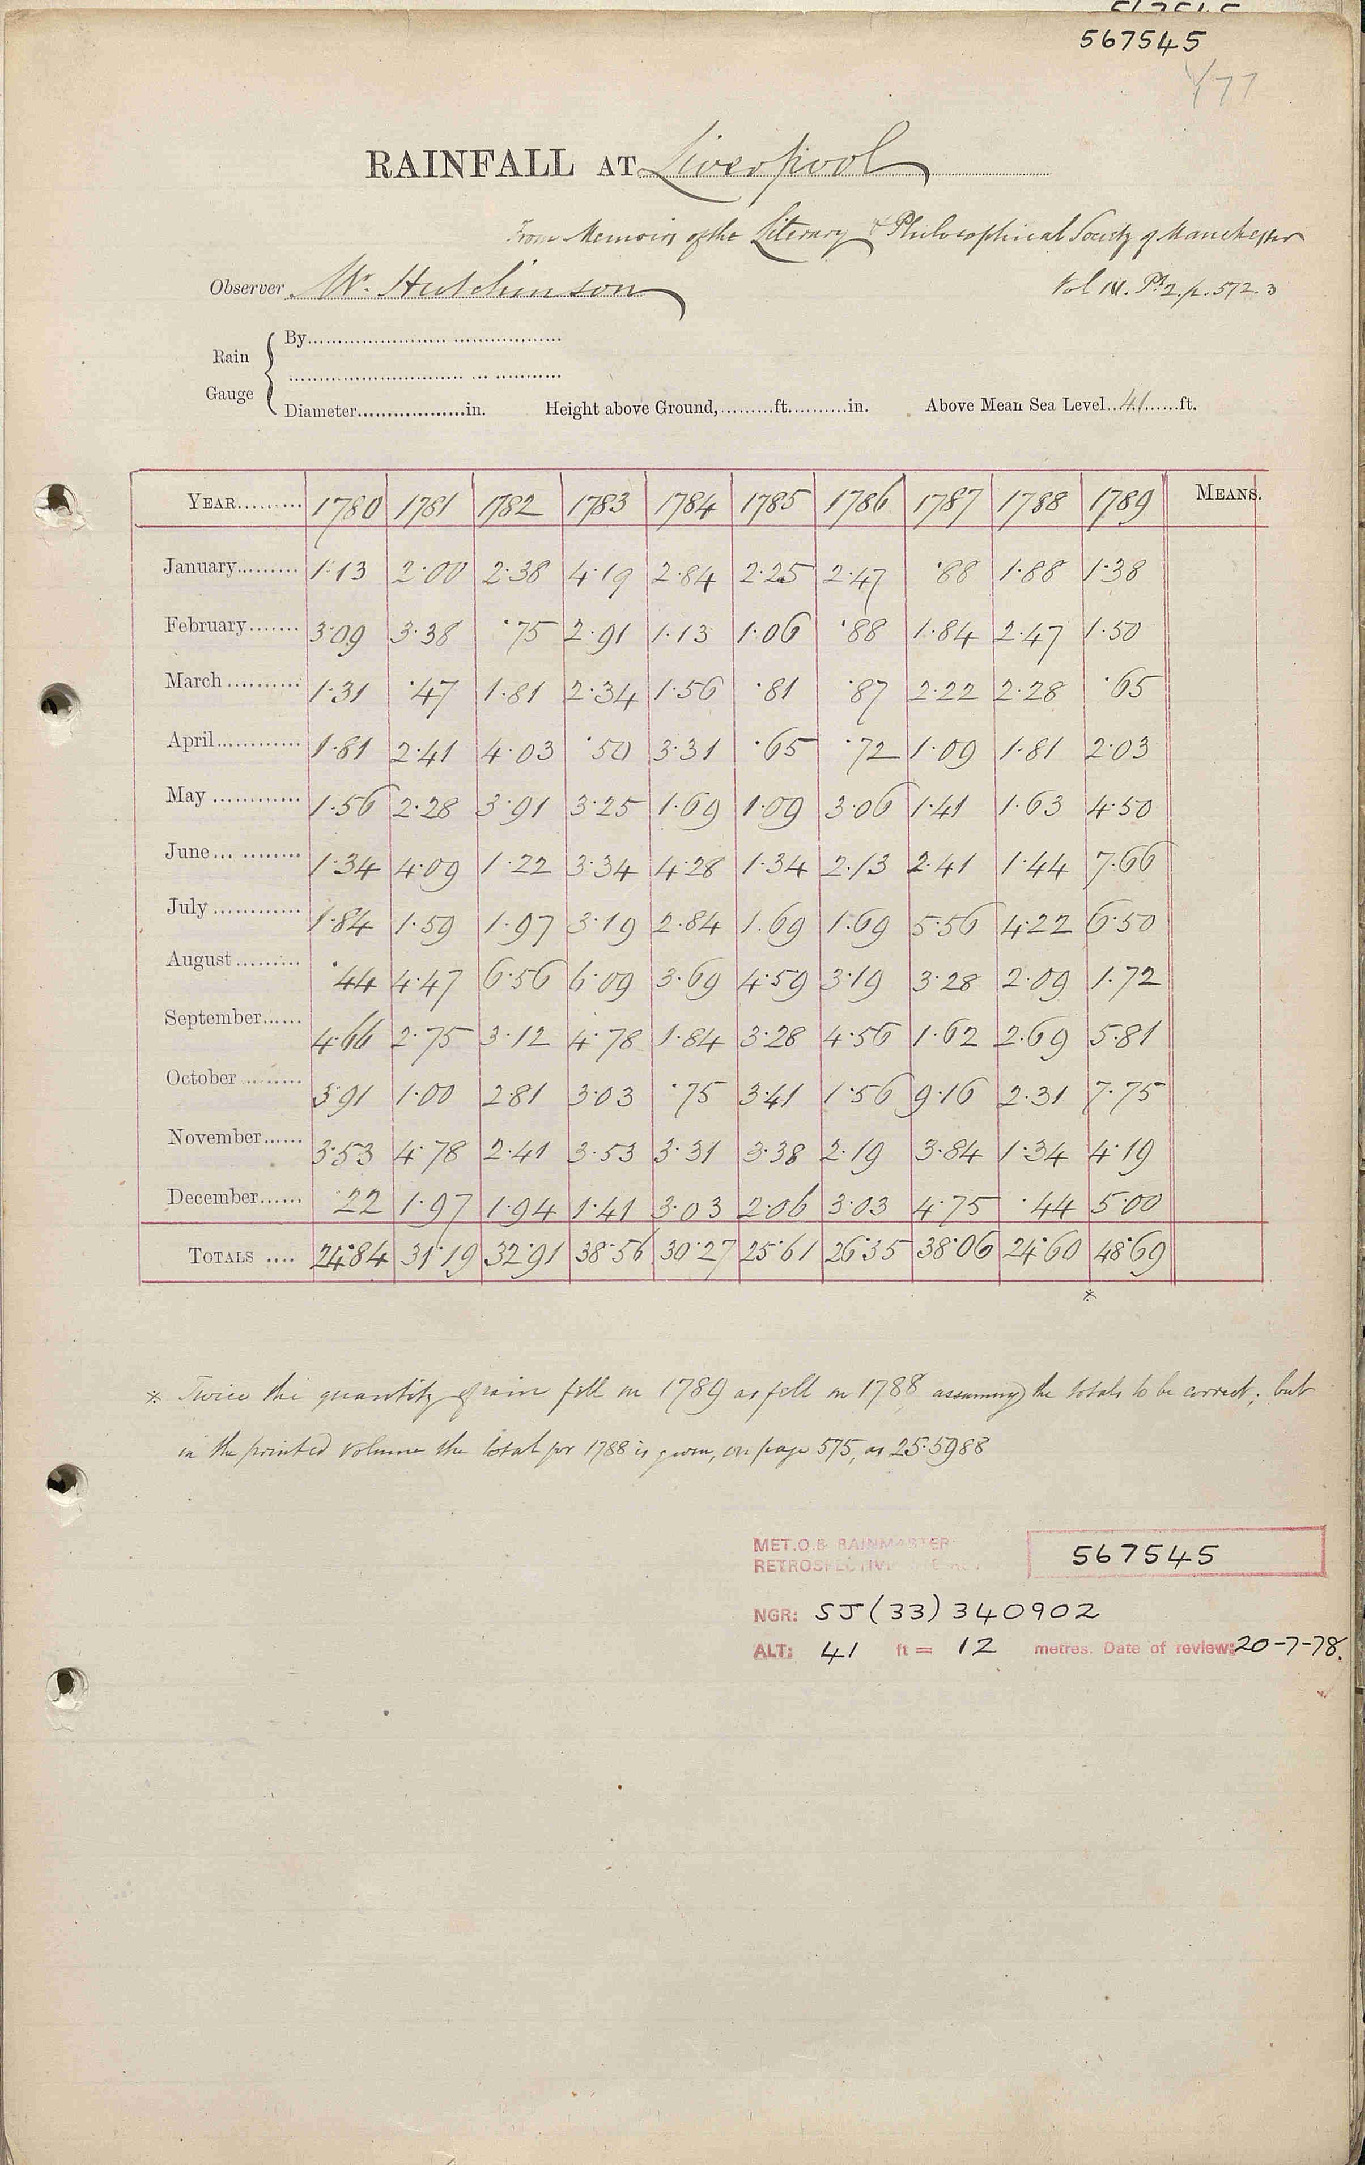 567545
177
RAINFALL AT Liverpool
From Memoirs of the Literary & Philosophical Society of Manchester
Observer W. Hutchinson Vol IV. Pt 2. p. 572.3
Rain Gauge { By
Diameter in. Height above Ground, ft. in. Above Mean Sea Level 41 ft.
YEAR 1780 1781 1782 1783 1784 1785 1786 1787 1788 1789 MEANS.
January 1.13 2.00 2.38 4.19 2.84 2.25 2.47 .88 1.88 1.38
February 3.09 3.38 .75 2.91 1.13 1.06 .88 1.84 2.47 1.50
March 1.31 .47 1.81 2.34 1.56 .81 .87 2.22 2.28 .65
April 1.81 2.41 4.03 .50 3.31 .65 .72 1.09 1.81 2.03
May 1.56 2.28 3.91 3.25 1.69 1.09 3.06 1.41 1.63 4.50
June 1.34 4.09 1.22 3.34 4.28 1.34 2.13 2.41 1.44 7.66
July 1.84 1.59 1.97 3.19 2.84 1.69 1.69 5.56 4.22 6.50
August .44 4.47 6.56 6.09 3.69 4.59 3.19 3.28 2.09 1.72
September 4.66 2.75 3.12 4.78 1.84 3.28 4.56 1.62 2.69 5.81
October 3.91 1.00 2.81 3.03 .75 3.41 1.56 9.16 2.31 7.75
November 3.53 4.78 2.41 3.53 3.31 3.38 2.19 3.84 1.34 4.19
December .22 1.97 1.94 1.41 3.03 2.06 3.03 4.75 .44 5.00
TOTALS 24.84 31.19 32.91 38.56 30.27 25.61 26.35 38.06 24.60 48.69
*
* Twice the quantity of rain fell in 1789 as fell in 1788, assuming the totals to be correct; but
in the printed volume the total for 1788 is given, on page 575, as 25.5988
MET.O.8 RAINMASTER
RETROSPECTIVE 567545
NGR: SJ (33) 340902
ALT: 41 ft = 12 metres. Date of review: 20-7-78.